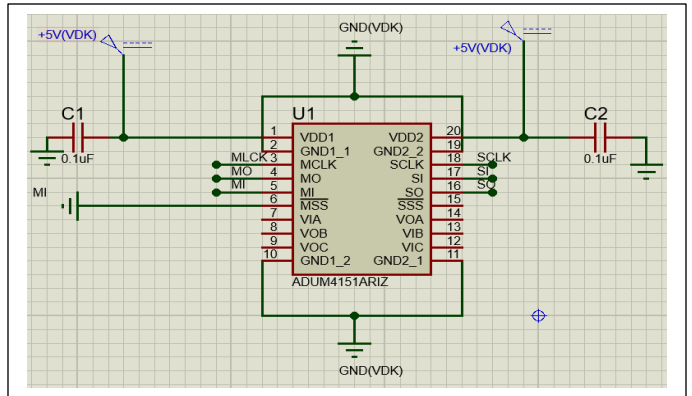 GND(VDK)
+5V(VDK)
+5V(VDK)
C1
0.1uF
U1
C2
0.1uF
1 VDD1 VDD2 20
2 GND1_1 GND2_2 19
MLCK 3 MCLK SCLK 18 SCLK
MO 4 MO SI 17 SI
MI 5 MI SO 16 SO
MI
6 MSS SSS 15
7 VIA VOA 14
8 VOB VIB 13
9 VOC VIC 12
10 GND1_2 GND2_1 11
ADUM4151ARIZ
GND(VDK)